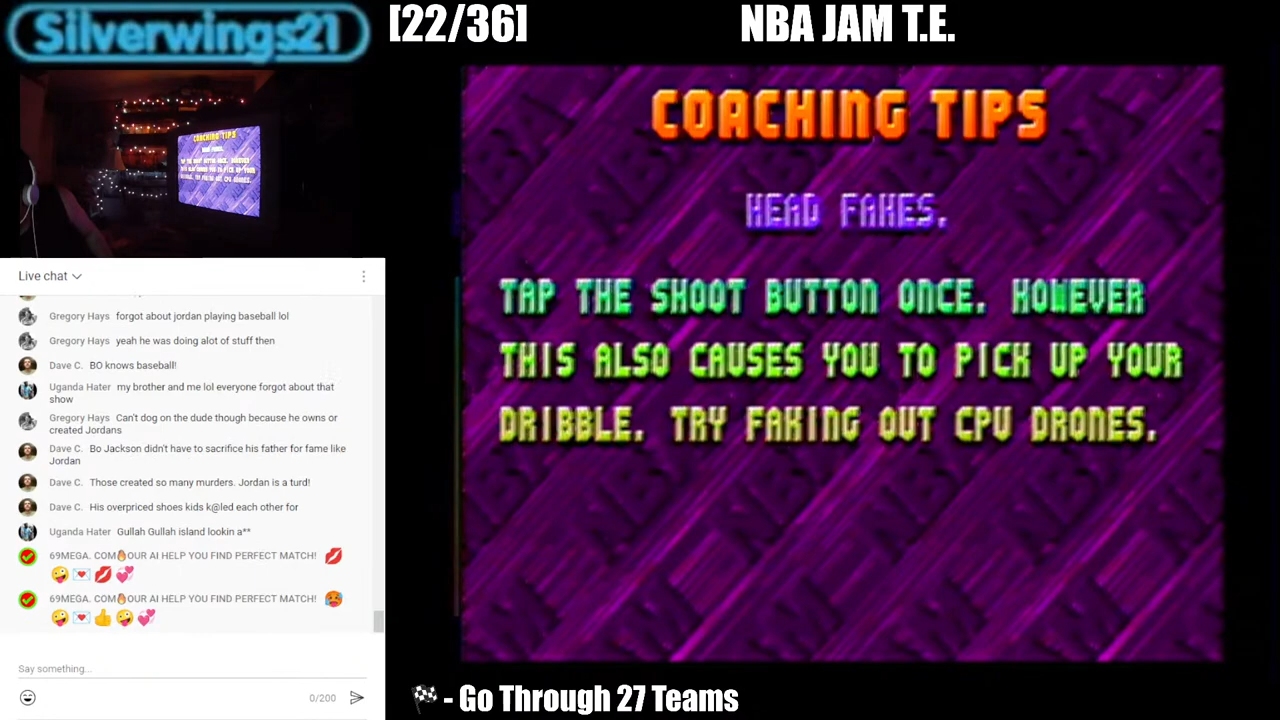 Silverwings21
[22/36]
NBA JAM T.E.
COACHING TIPS
HEAD FAKES.
TAP THE SHOOT BUTTON ONCE. HOWEVER
THIS ALSO CAUSES YOU TO PICK UP YOUR
DRIBBLE. TRY FAKING OUT CPU DRONES.
Live chat
Gregory Hays forgot about jordan playing baseball lol
Gregory Hays yeah he was doing alot of stuff then
Dave C. BO knows baseball!
Uganda Hater my brother and me lol everyone forgot about that
show
Gregory Hays Can't dog on the dude though because he owns or
created Jordans
Dave C. Bo Jackson didn't have to sacrifice his father for fame like
Jordan
Dave C. Those created so many murders. Jordan is a turd!
Dave C. His overpriced shoes kids k@led each other for
Uganda Hater Gullah Gullah island lookin a**
69MEGA. COM🔥OUR AI HELP YOU FIND PERFECT MATCH! 💋
🤪💌💋💞
69MEGA. COM🔥OUR AI HELP YOU FIND PERFECT MATCH! 🥵
🤪💌👍🤪💞
Say something...
0/200
🏁 - Go Through 27 Teams